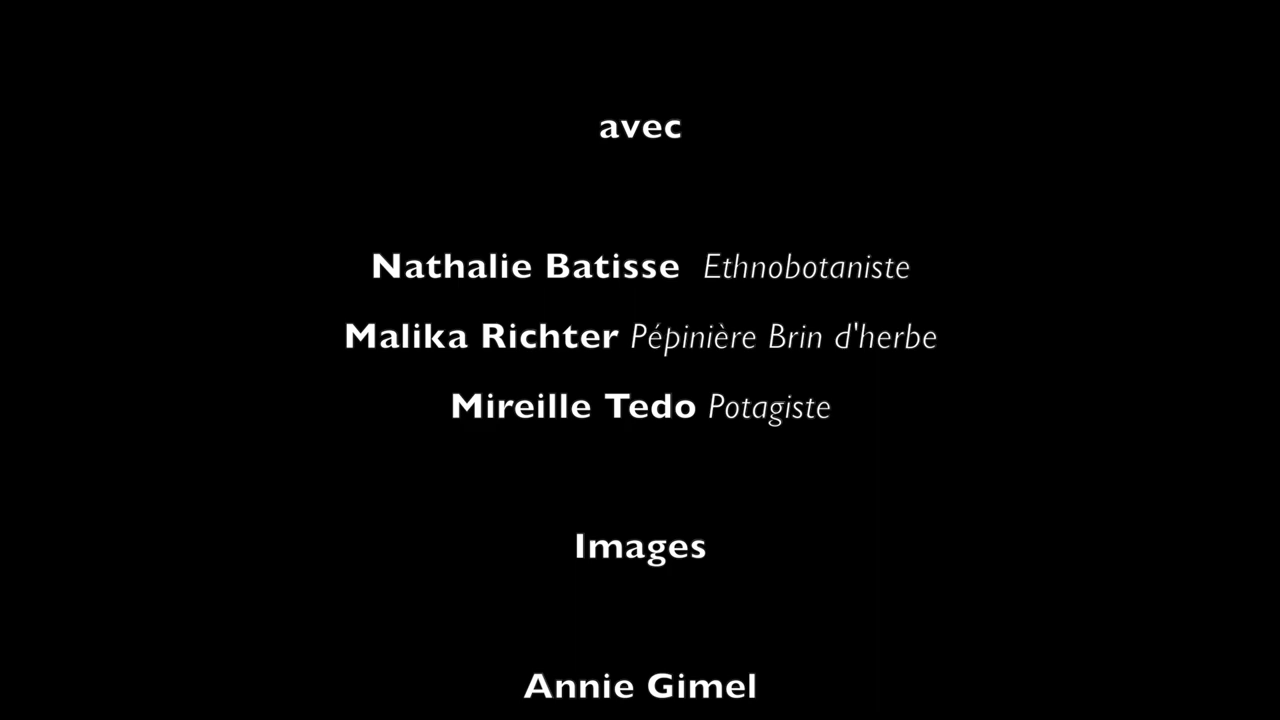 avec
Nathalie Batisse Ethnobotaniste
Malika Richter Pépinière Brin d'herbe
Mireille Tedo Potagiste
Images
Annie Gimel